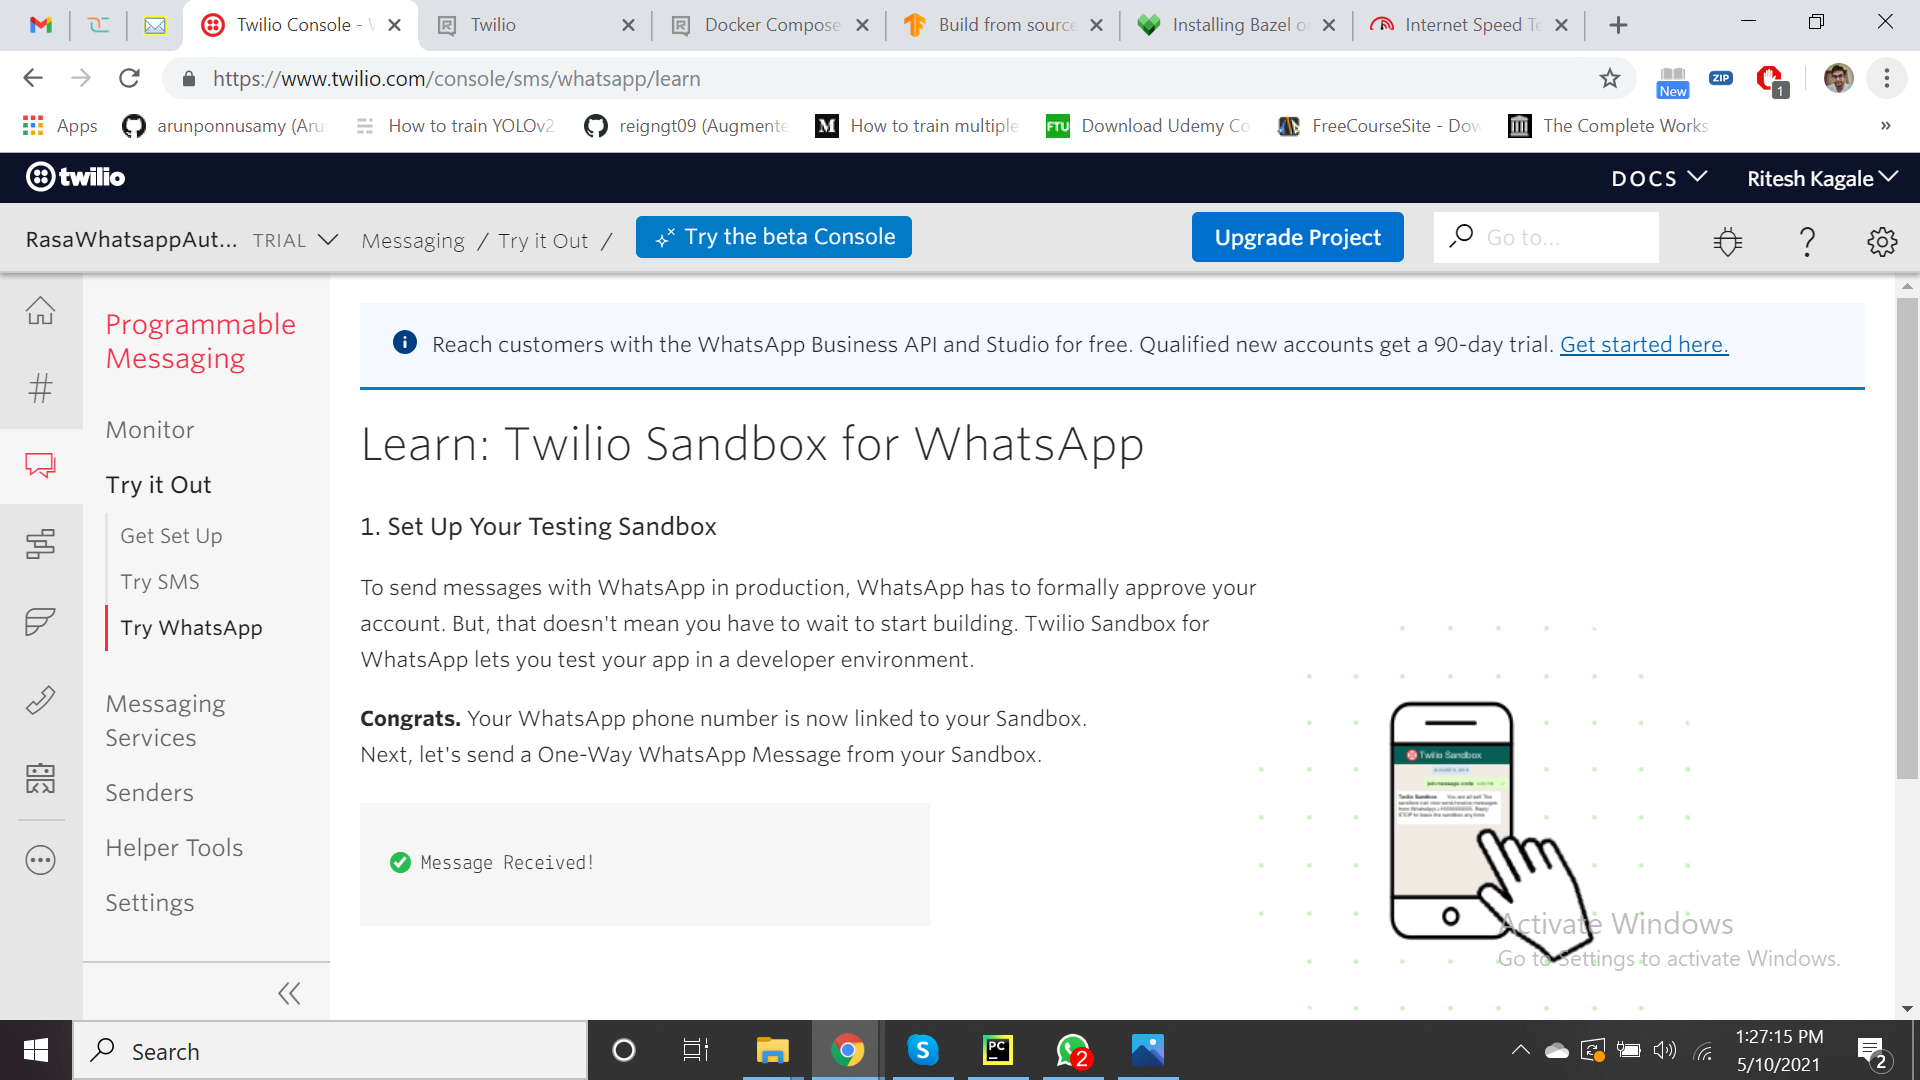 Twilio Console - W
Twilio
Docker Compose
Build from source
Installing Bazel o
Internet Speed Te
https://www.twilio.com/console/sms/whatsapp/learn
New
ZIP
1
Apps
arunponnusamy (Aru
How to train YOLOv2
reigngt09 (Augmente
M
How to train multiple
FTU
Download Udemy Co
FreeCourseSite - Dow
The Complete Works
»
twilio
DOCS
Ritesh Kagale
RasaWhatsappAut...
TRIAL
Messaging / Try it Out /
Try the beta Console
Upgrade Project
Go to...
Programmable
Messaging
Monitor
Try it Out
Get Set Up
Try SMS
Try WhatsApp
Messaging
Services
Senders
Helper Tools
Settings
Reach customers with the WhatsApp Business API and Studio for free. Qualified new accounts get a 90-day trial. Get started here.
Learn: Twilio Sandbox for WhatsApp
1. Set Up Your Testing Sandbox
To send messages with WhatsApp in production, WhatsApp has to formally approve your
account. But, that doesn't mean you have to wait to start building. Twilio Sandbox for
WhatsApp lets you test your app in a developer environment.
Congrats. Your WhatsApp phone number is now linked to your Sandbox.
Next, let's send a One-Way WhatsApp Message from your Sandbox.
Message Received!
Twilio Sandbox
Activate Windows
Go to Settings to activate Windows.
Search
PC
2
1:27:15 PM
5/10/2021
2